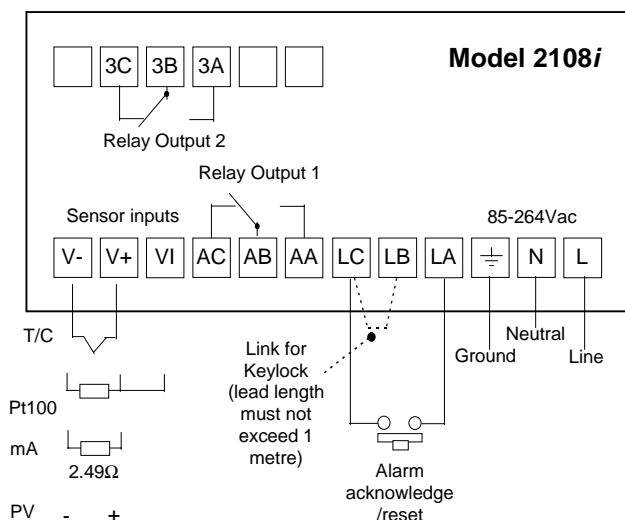 Model 2108i
3C 3B 3A
Relay Output 2
Relay Output 1
Sensor inputs
85-264Vac
V- V+ VI AC AB AA LC LB LA N L
T/C
Link for
Keylock
(lead length
must not
exceed 1
metre)
Neutral
Ground
Line
Pt100
mA
2.49Ω
Alarm
acknowledge
/reset
PV - +